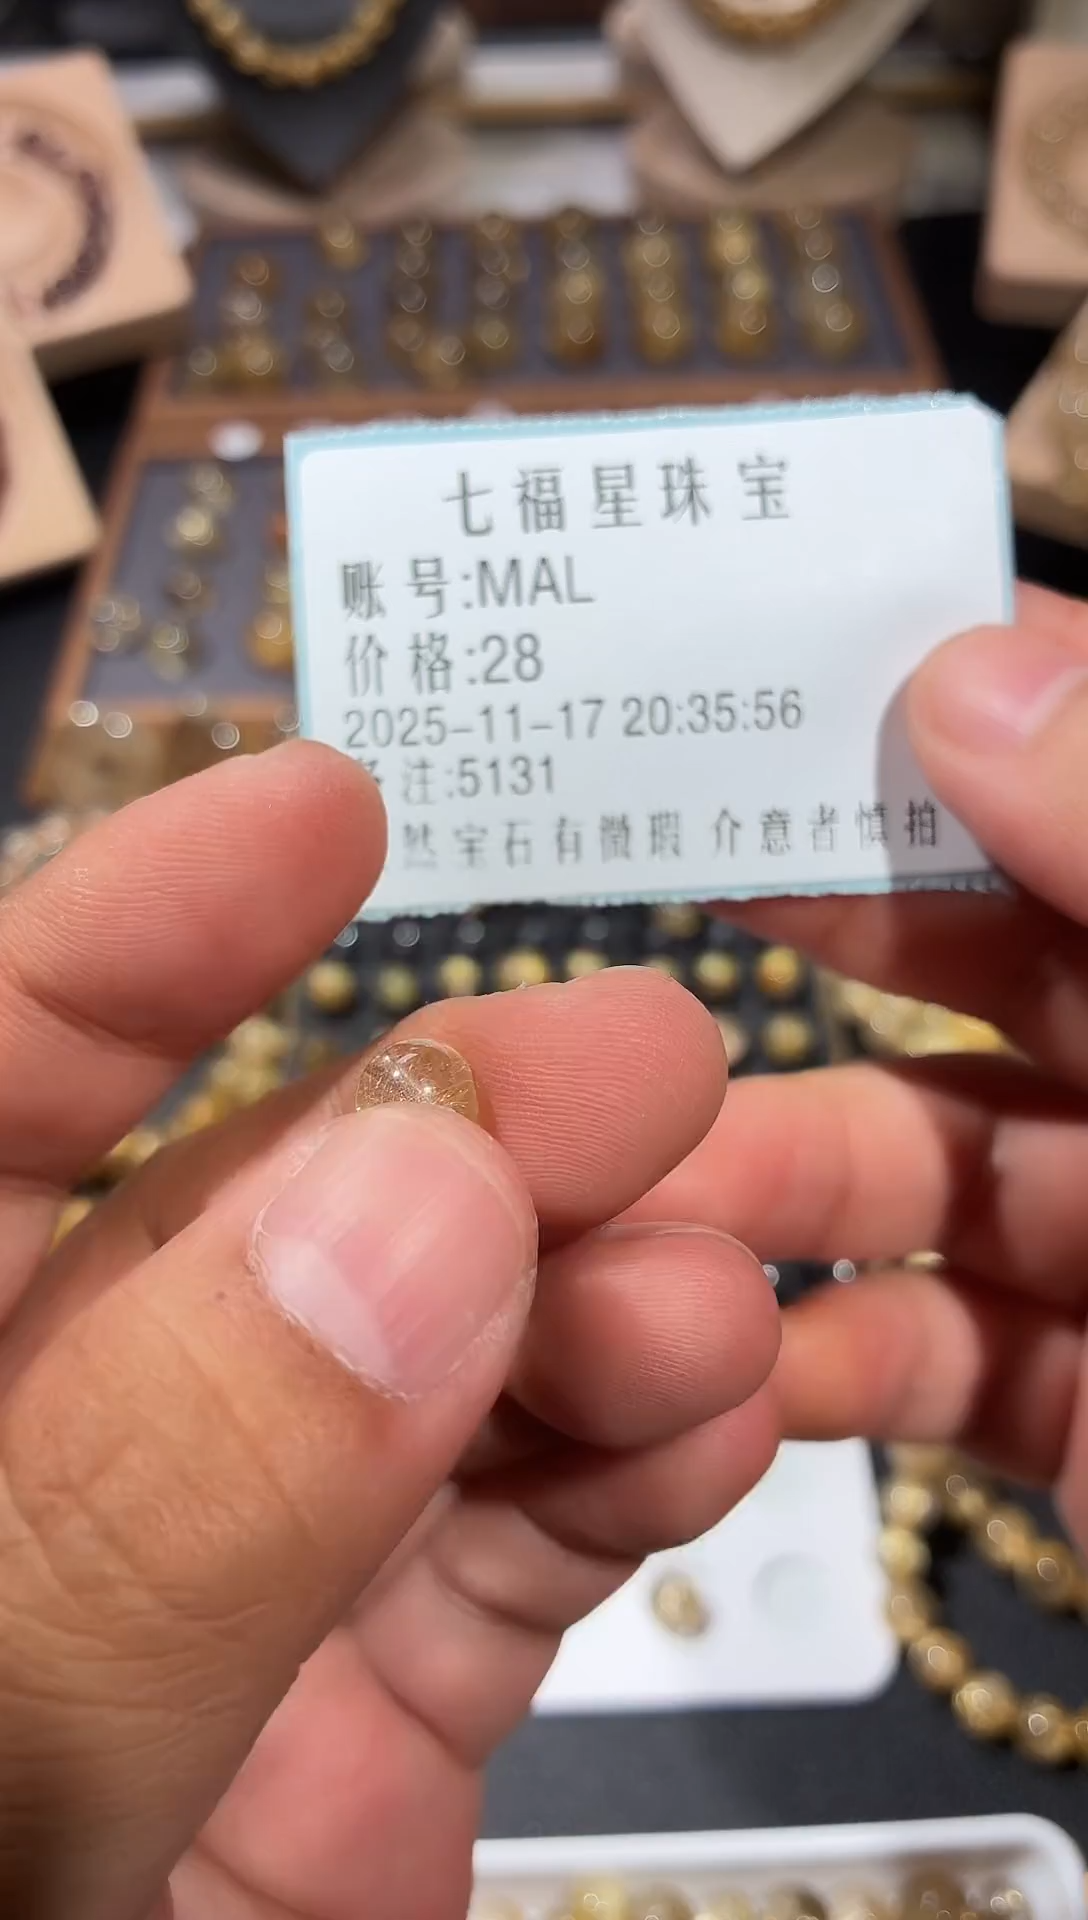 七福星珠宝
账号:MAL
价格:28
2025-11-17 20:35:56
注:5131
然宝石有微瑕 介意者慎拍